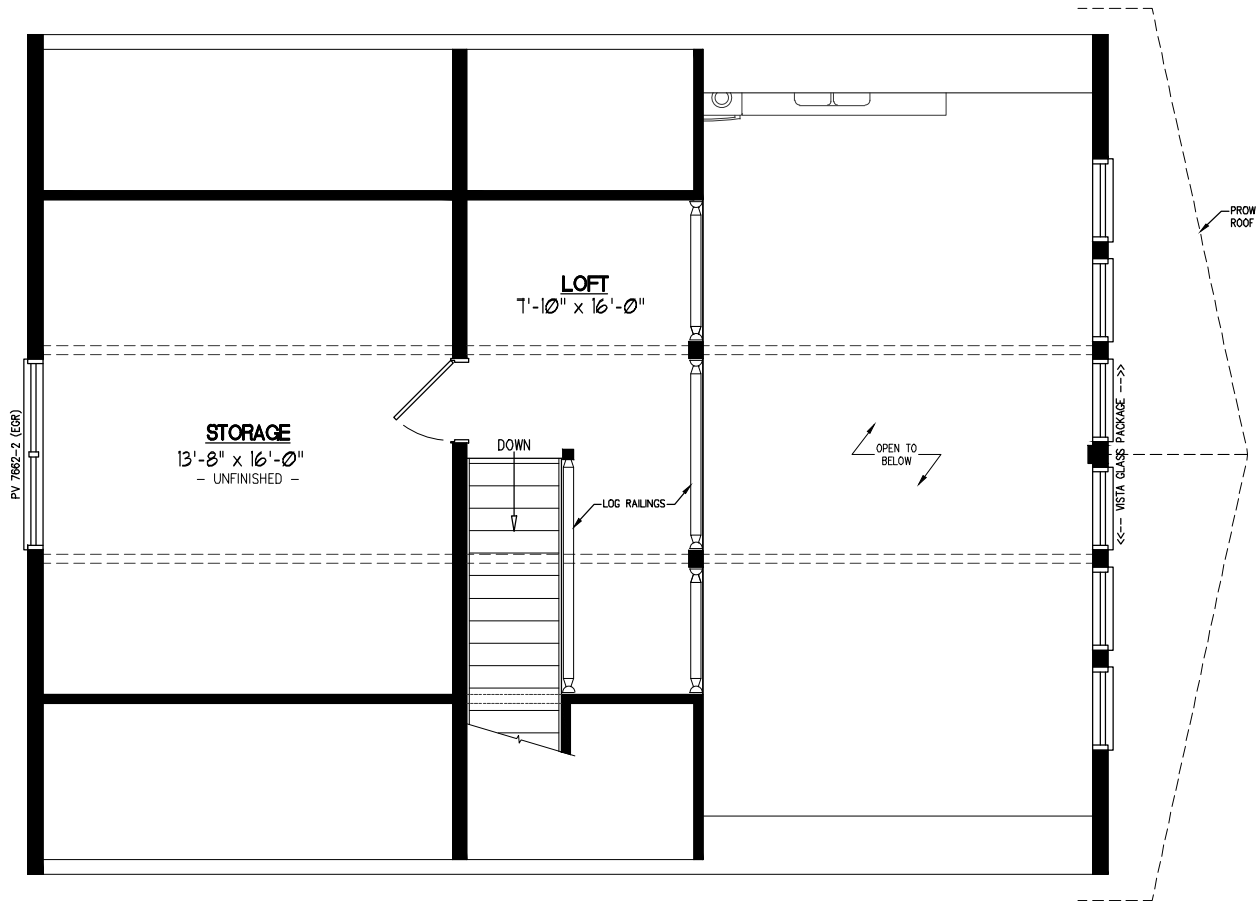 PROW
ROOF
LOFT
7'-10" x 16'-0"
STORAGE
13'-8" x 16'-0"
- UNFINISHED -
DOWN
OPEN TO
BELOW
LOG RAILINGS
PV 7662-2 (EGR)
<<-- VISTA GLASS PACKAGE -->>